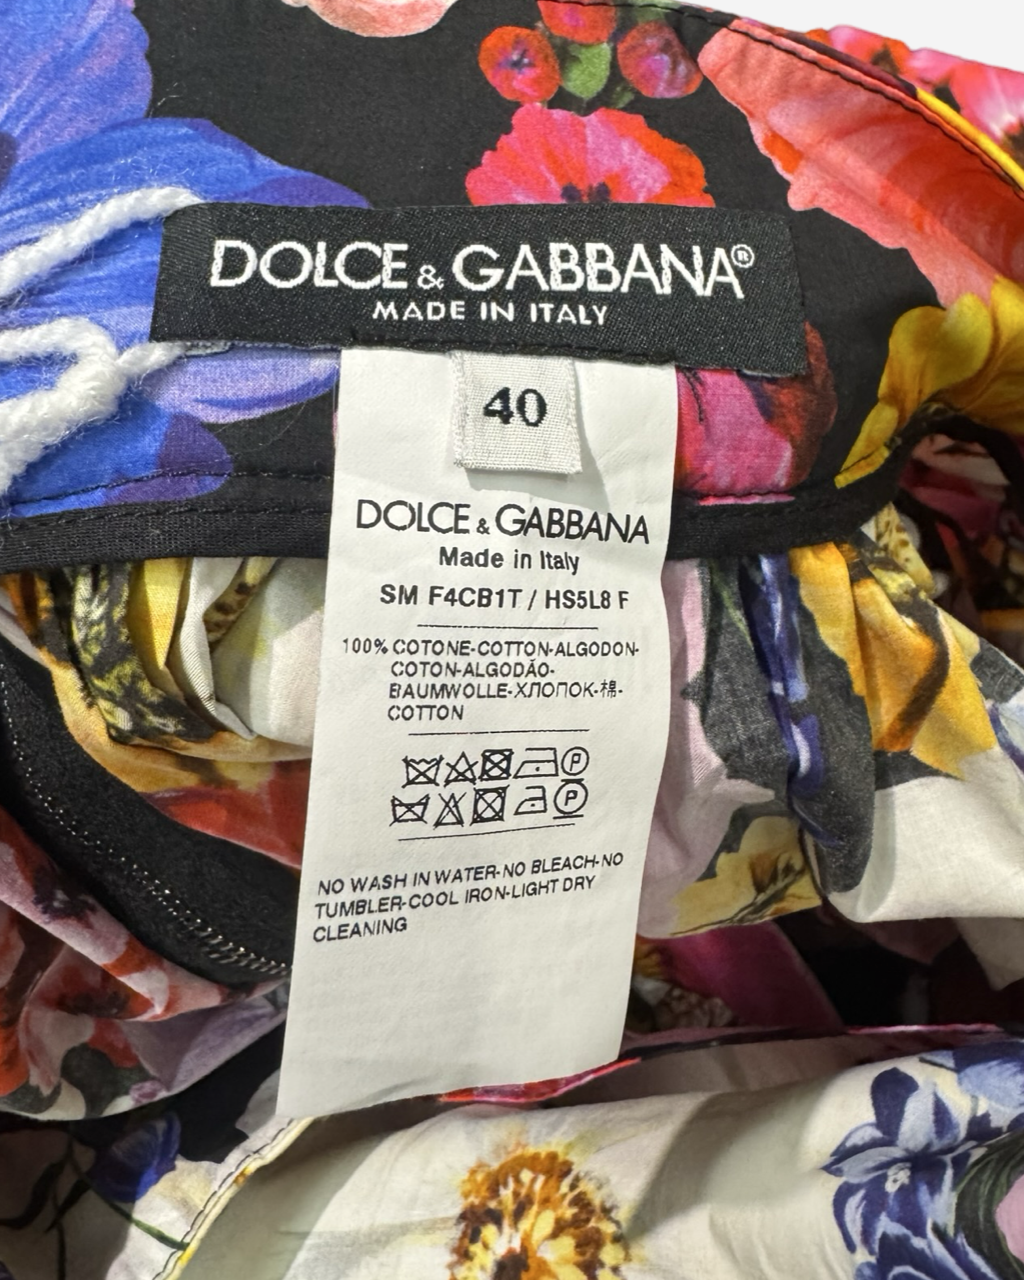 DOLCE & GABBANA®
MADE IN ITALY
40
DOLCE & GABBANA
Made in Italy
SM F4CB1T / HS5L8 F
100% COTONE-COTTON-ALGODON-
COTON-ALGODÃO-
BAUMWOLLE-ХЛОПОК-棉-
COTTON
P
P
NO WASH IN WATER-NO BLEACH-NO
TUMBLER-COOL IRON-LIGHT DRY
CLEANING